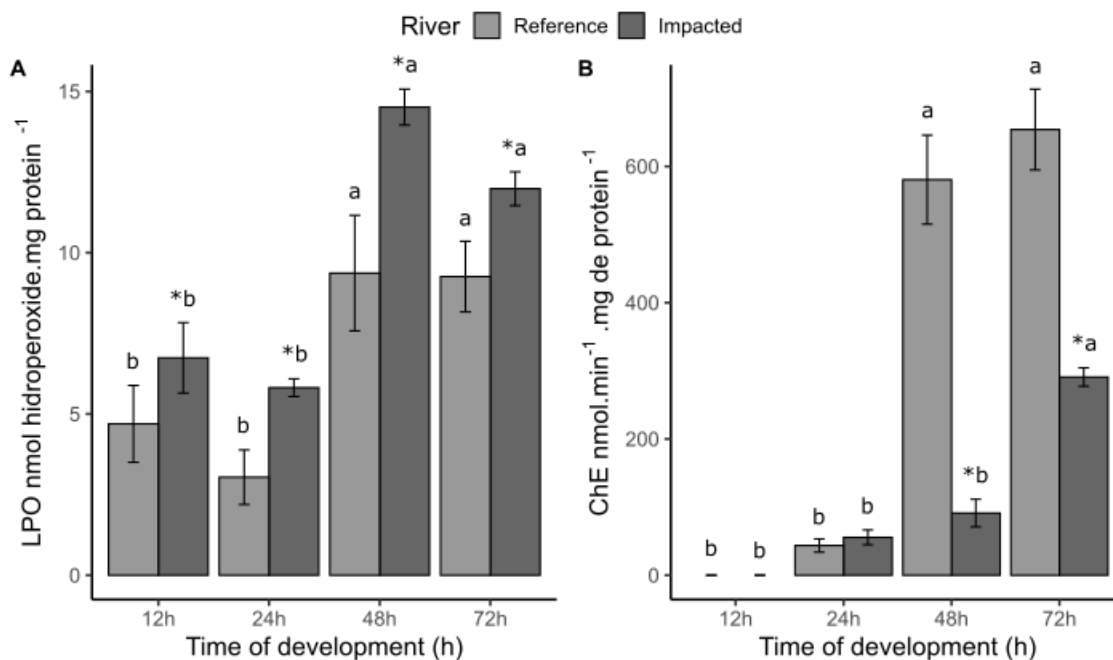 River Reference Impacted
A
LPO nmol hidroperoxide.mg protein -1
15
10
5
0
b
*b
b
*b
a
*a
a
*a
12h 24h 48h 72h
Time of development (h)
B
ChE nmol.min-1 .mg de protein-1
600
400
200
0
b
b
b
b
a
*b
a
*a
12h 24h 48h 72h
Time of development (h)